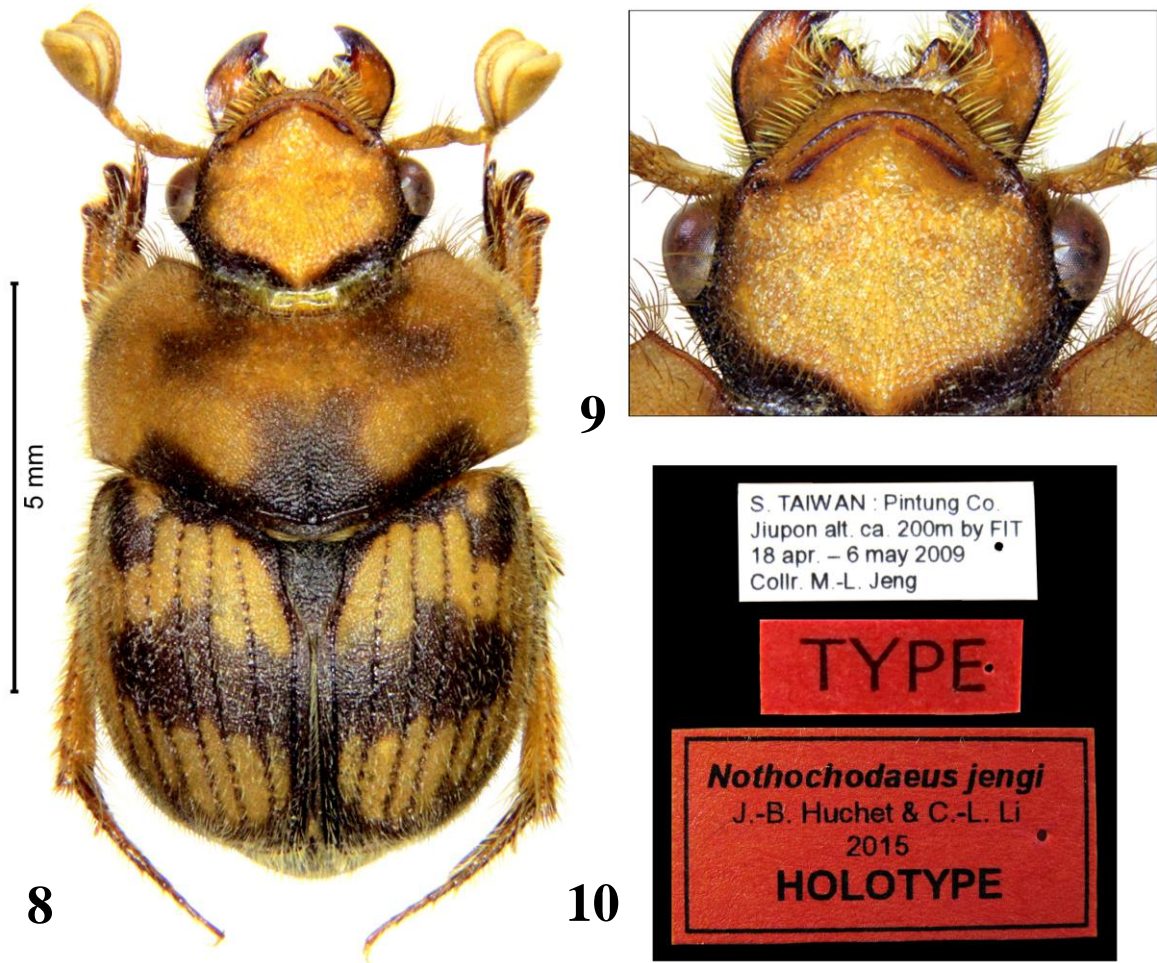 5 mm
8
9
10
S. TAIWAN : Pintung Co.
Jiupon alt. ca. 200m by FIT
18 apr. – 6 may 2009
Collr. M.-L. Jeng
TYPE
Nothochodaeus jengi
J.-B. Huchet & C.-L. Li
2015
HOLOTYPE